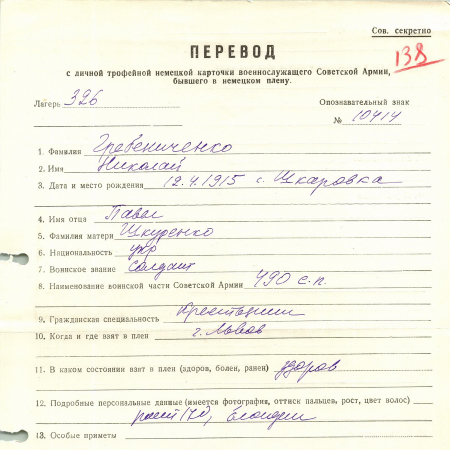 Сов. секретно
138
ПЕРЕВОД
с личной трофейной немецкой карточки военнослужащего Советской Армии,
бывшего в немецком плену.
Лагерь 326
Опознавательный знак
№ 10414
1. Фамилия Гребениченко
2. Имя Николай
3. Дата и место рождения 12.4.1915 с. Шкаровка
4. Имя отца Павел
5. Фамилия матери Шкуренко
6. Национальность укр
7. Воинское звание солдат
8. Наименование воинской части Советской Армии 490 с.п.
9. Гражданская специальность крестьянин
10. Когда и где взят в плен г. Львов
11. В каком состоянии взят в плен (здоров, болен, ранен) здоров
12. Подробные персональные данные (имеется фотография, оттиск пальцев, рост, цвет волос)
рост 170, блондин
13. Особые приметы